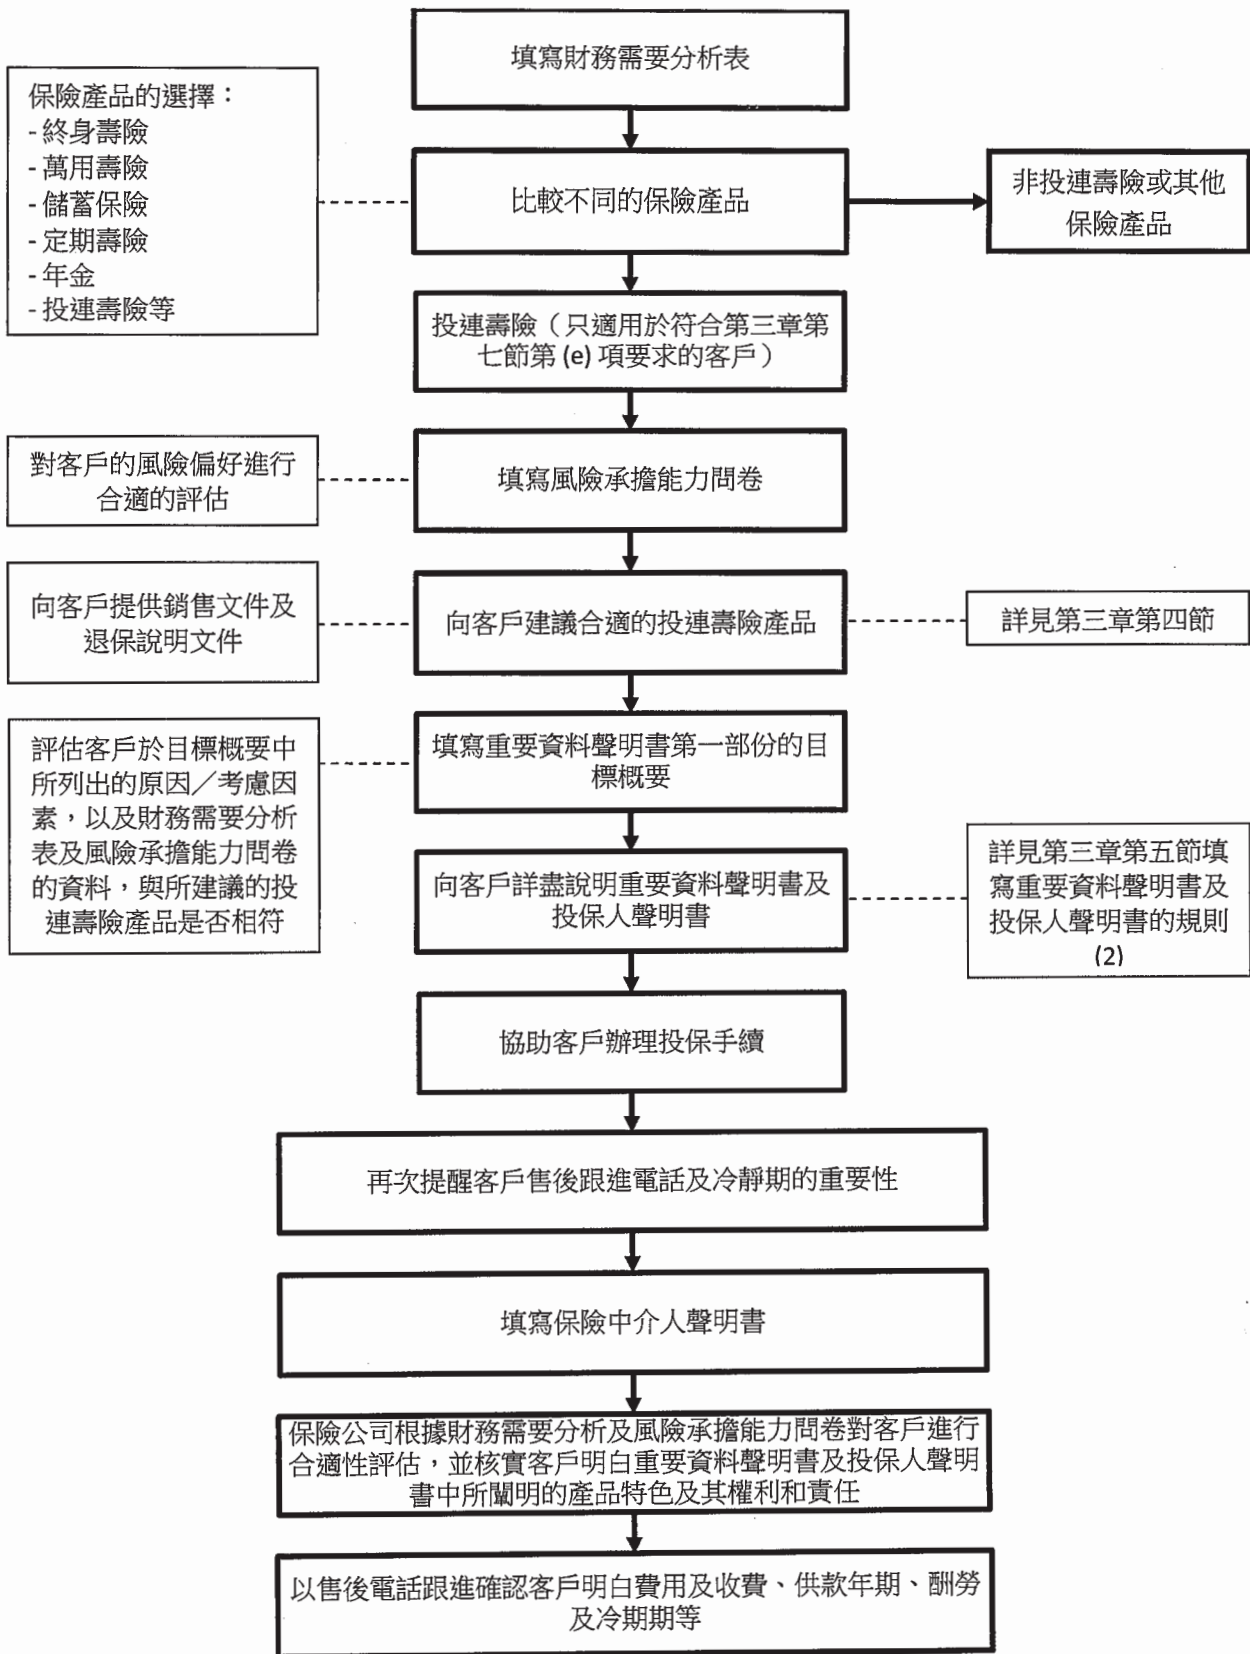 填寫財務需要分析表
保險產品的選擇：
- 終身壽險
- 萬用壽險
- 儲蓄保險
- 定期壽險
- 年金
- 投連壽險等
比較不同的保險產品
非投連壽險或其他
保險產品
投連壽險（只適用於符合第三章第
七節第 (e) 項要求的客戶）
對客戶的風險偏好進行
合適的評估
填寫風險承擔能力問卷
向客戶提供銷售文件及
退保說明文件
向客戶建議合適的投連壽險產品
詳見第三章第四節
評估客戶於目標概要中
所列出的原因／考慮因
素，以及財務需要分析
表及風險承擔能力問卷
的資料，與所建議的投
連壽險產品是否相符
填寫重要資料聲明書第一部份的目
標概要
向客戶詳盡說明重要資料聲明書及
投保人聲明書
詳見第三章第五節填
寫重要資料聲明書及
投保人聲明書的規則
(2)
協助客戶辦理投保手續
再次提醒客戶售後跟進電話及冷靜期的重要性
填寫保險中介人聲明書
保險公司根據財務需要分析及風險承擔能力問卷對客戶進行
合適性評估，並核實客戶明白重要資料聲明書及投保人聲明
書中所闡明的產品特色及其權利和責任
以售後電話跟進確認客戶明白費用及收費、供款年期、酬勞
及冷期期等